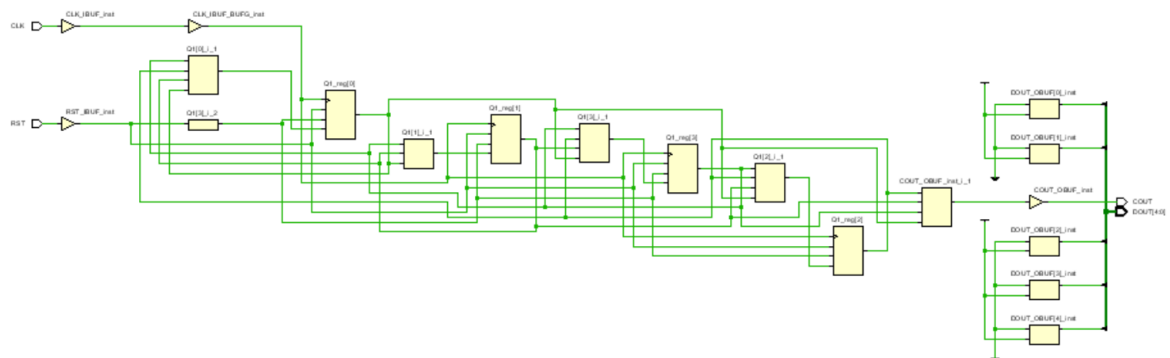 CLK
CLK_IBUF_inst
CLK_IBUF_BUFG_inst
Q1[0]_i_1
RST
RST_IBUF_inst
Q1[3]_i_2
Q1_reg[0]
Q1[1]_i_1
Q1_reg[1]
Q1[3]_i_1
Q1_reg[3]
Q1[2]_i_1
Q1_reg[2]
COUT_OBUF_inst_i_1
COUT_OBUF_inst
DOUT_OBUF[0]_inst
DOUT_OBUF[1]_inst
COUT
DOUT[4:0]
DOUT_OBUF[2]_inst
DOUT_OBUF[3]_inst
DOUT_OBUF[4]_inst